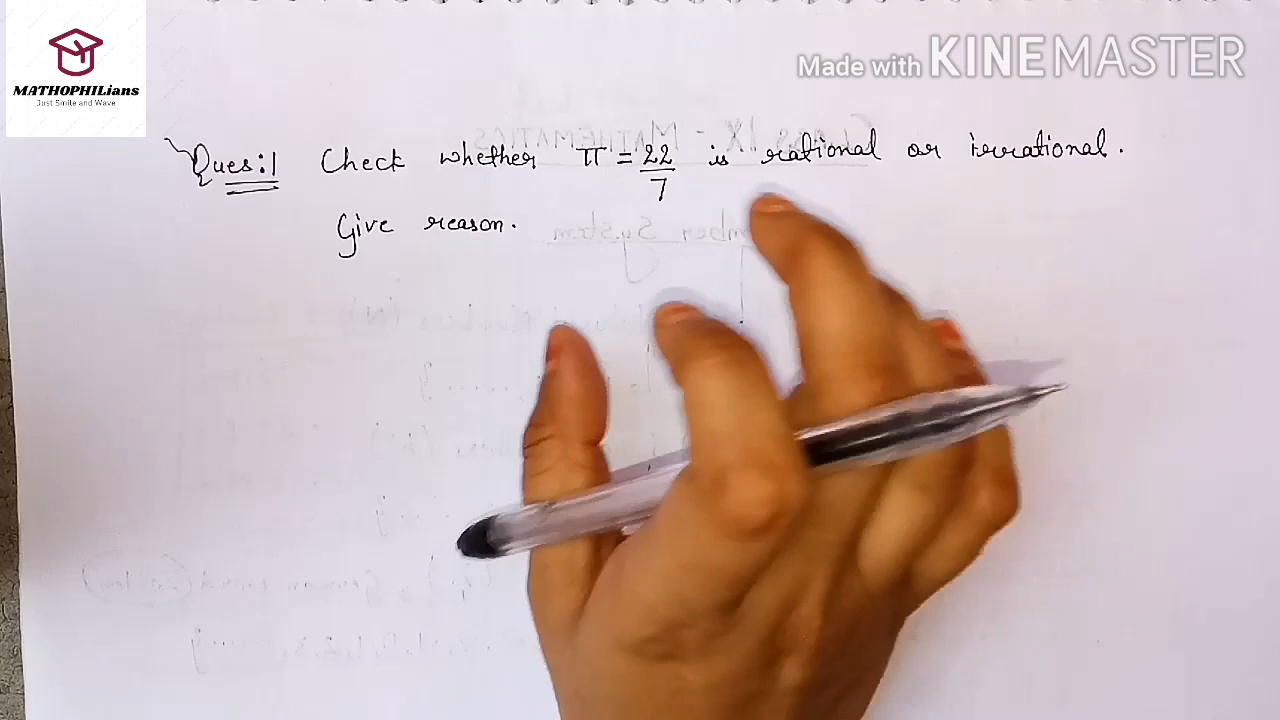 MATHOPHILians
Just Smile and Wave
Made with KINEMASTER
Ques:1 Check whether π = 22/7 is rational or irrational.
Give reason.